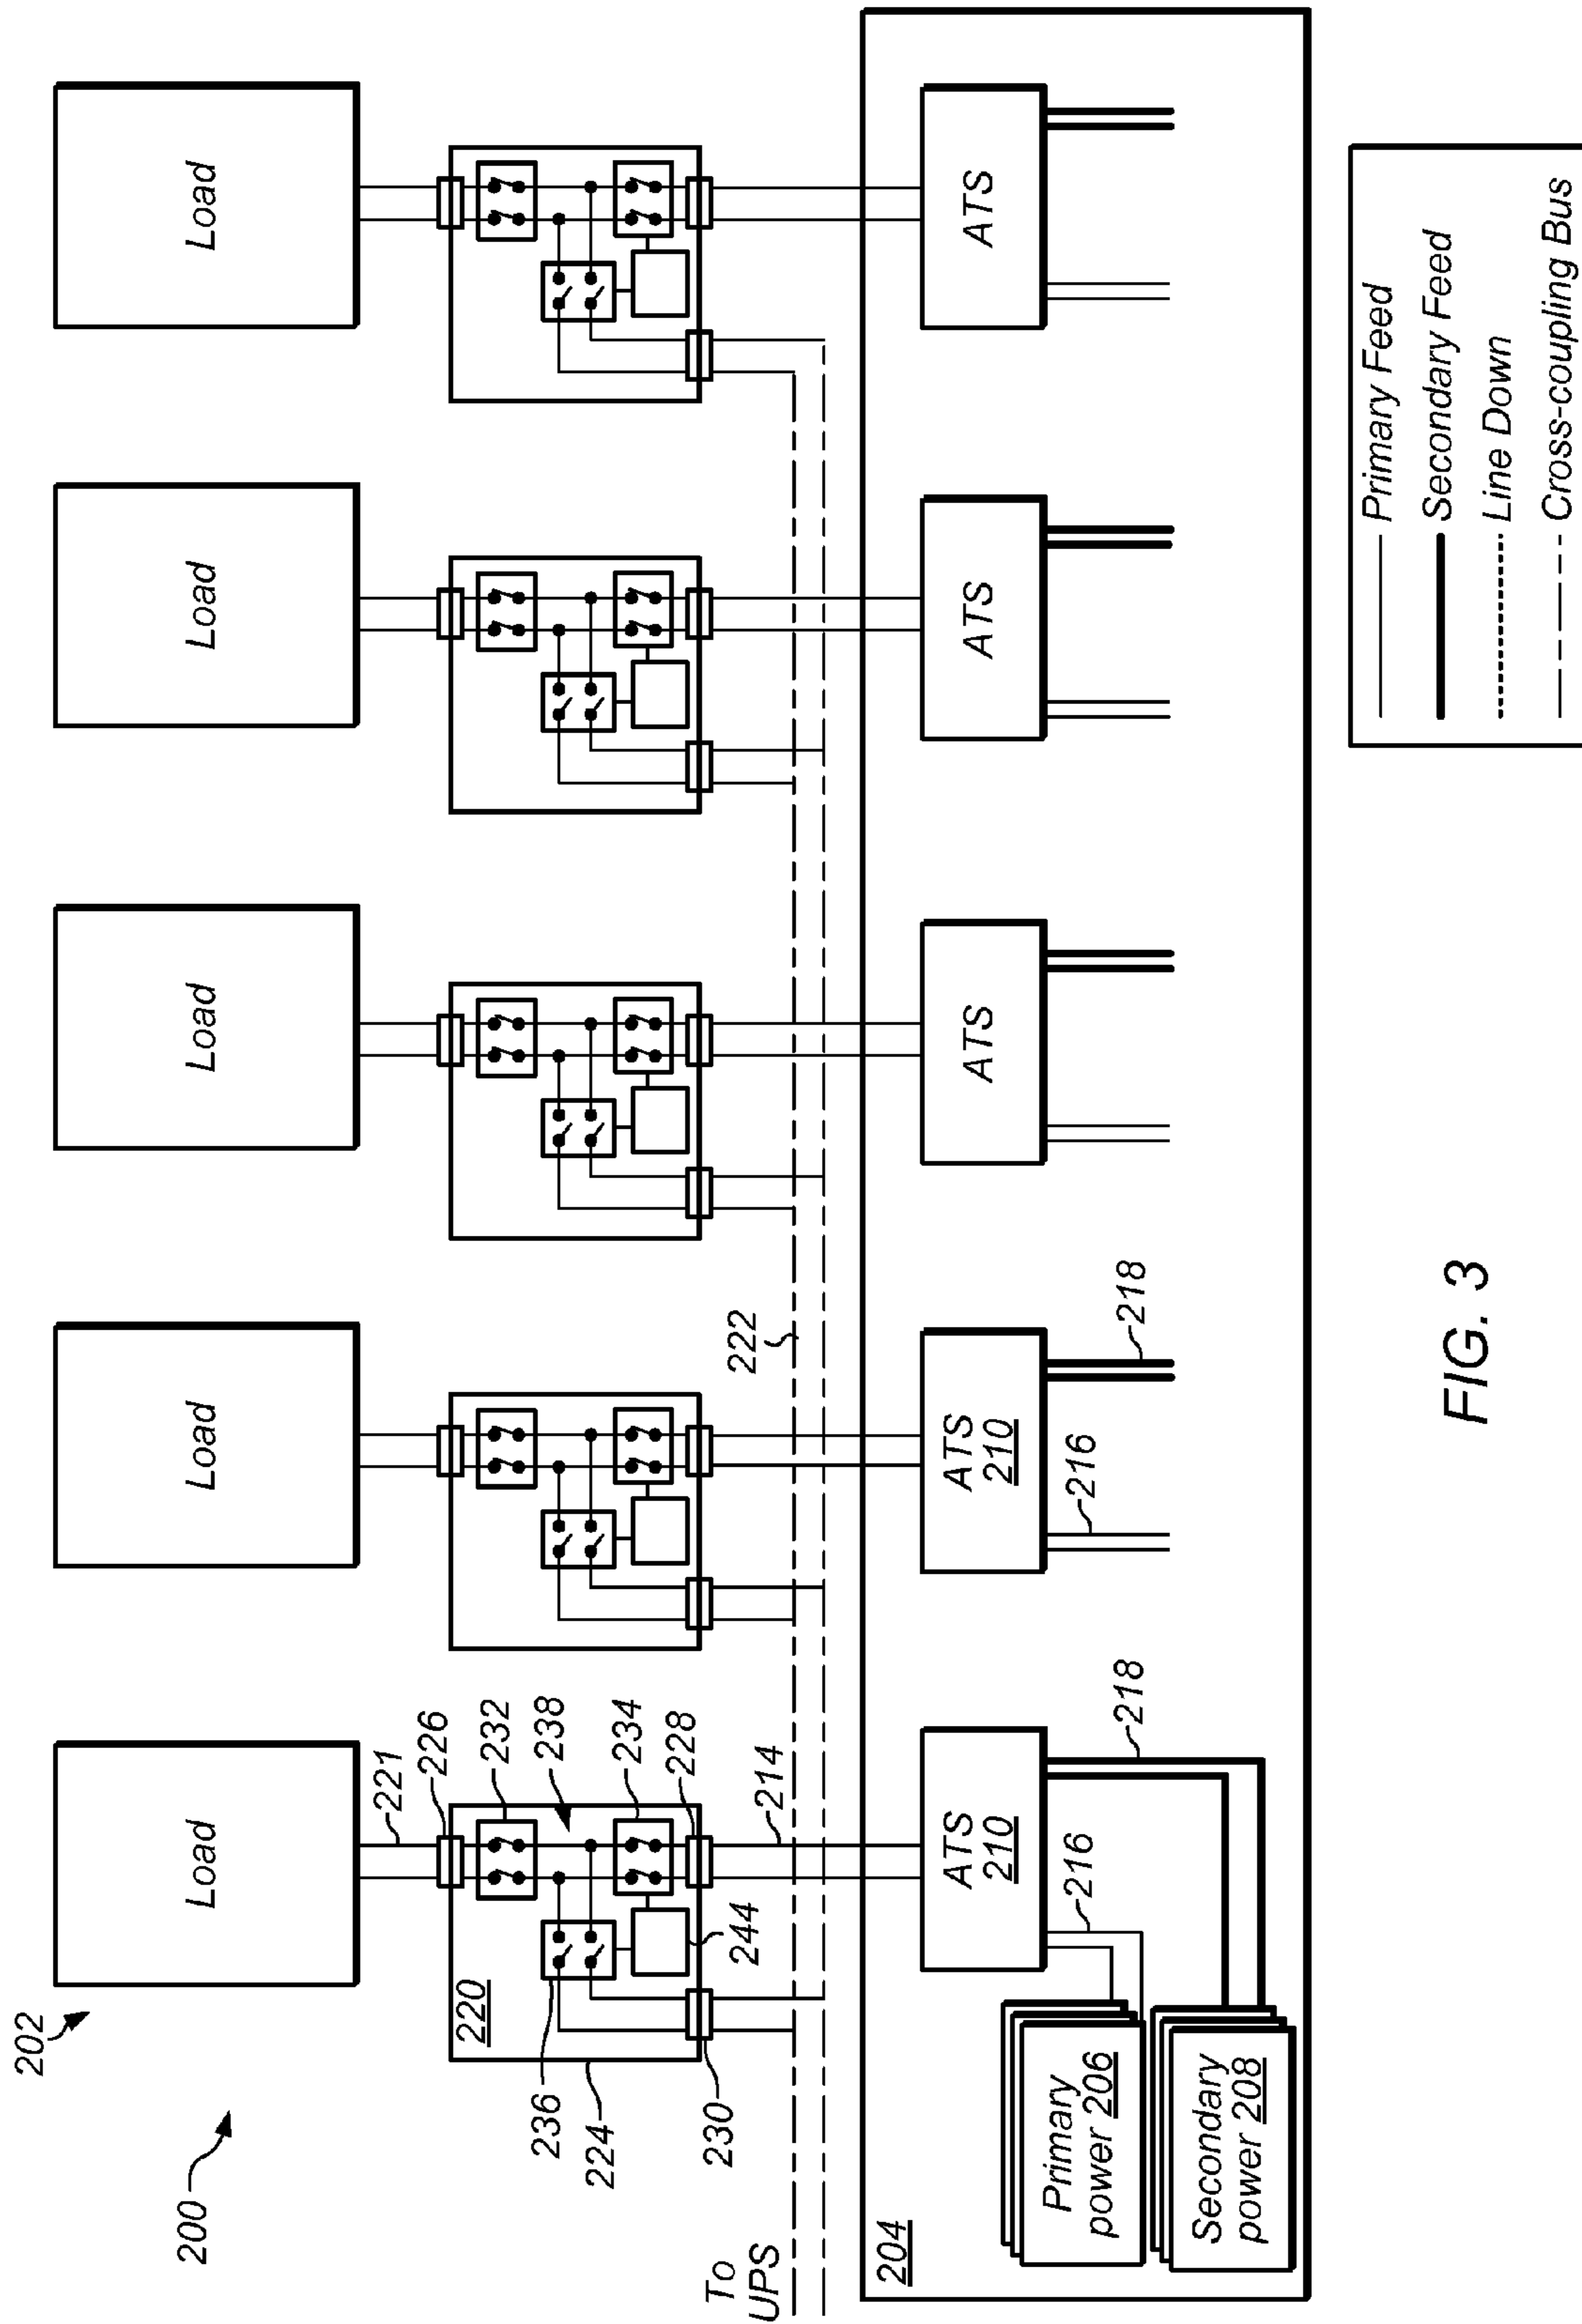 200
202
Load
Load
Load
Load
Load
221
226
232
238
234
228
214
220
236
224
230
244
222
To
UPS
204
ATS
210
ATS
210
ATS
ATS
ATS
216
218
216
218
Primary
power 206
Secondary
power 208
Primary Feed
Secondary Feed
Line Down
Cross-coupling Bus
FIG. 3